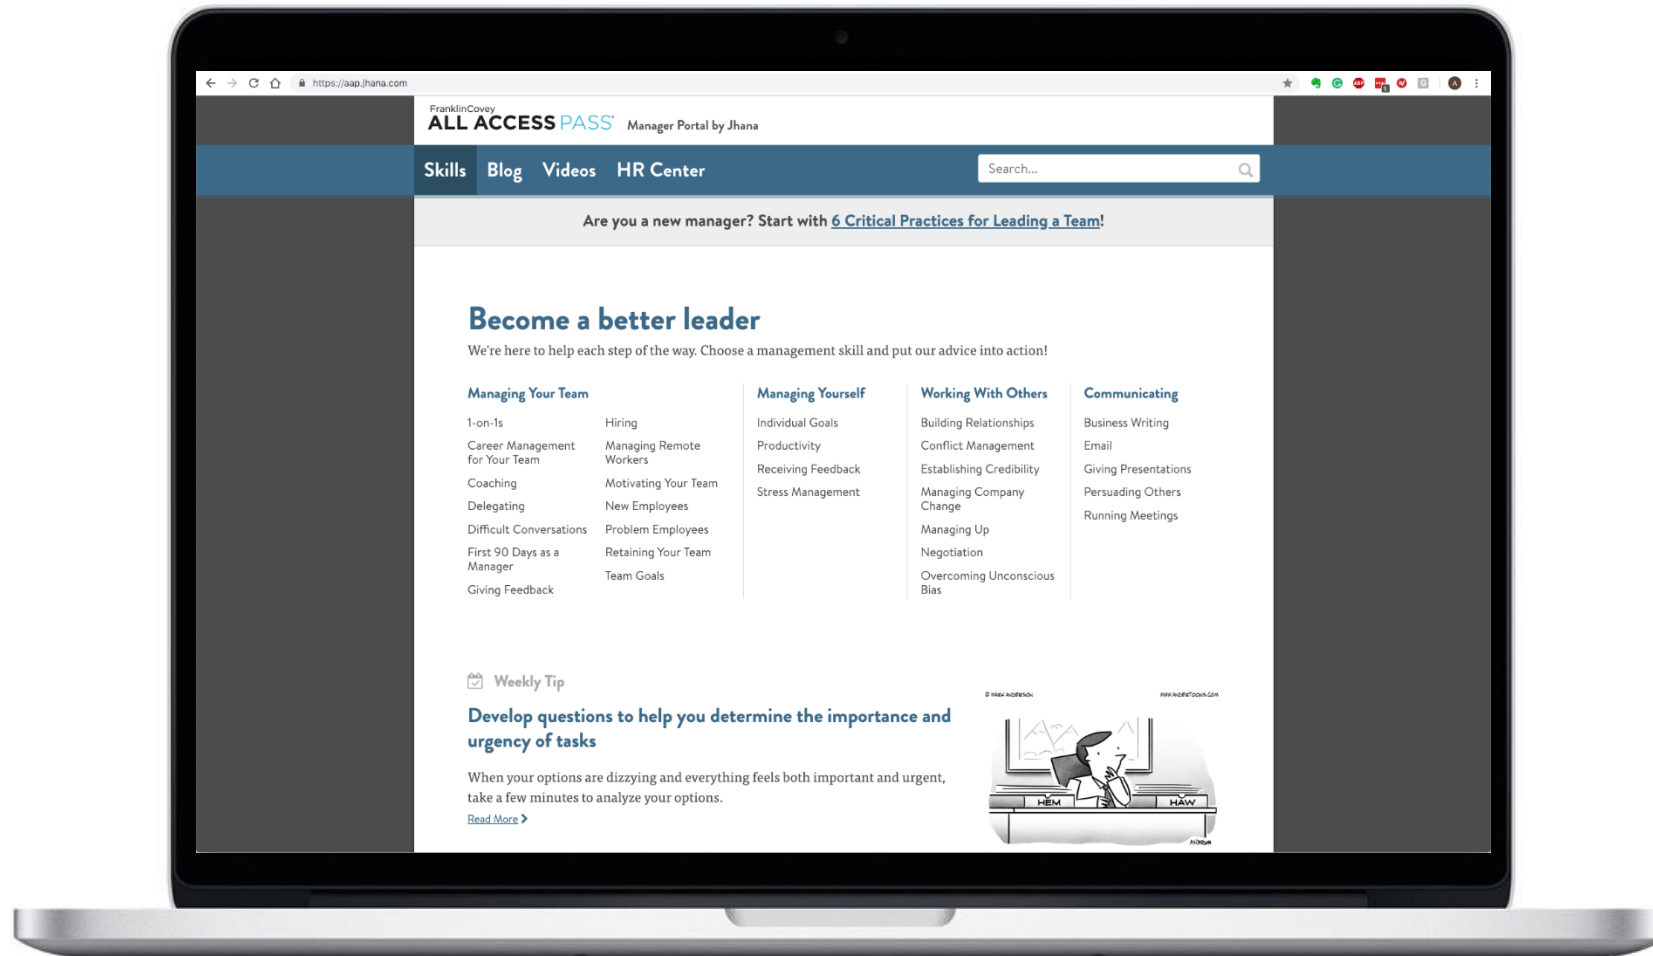 https://aap.jhana.com
FranklinCovey
ALL ACCESS PASS
Manager Portal by Jhana
Skills Blog Videos HR Center
Search...
Are you a new manager? Start with 6 Critical Practices for Leading a Team!
Become a better leader
We're here to help each step of the way. Choose a management skill and put our advice into action!
Managing Your Team
1-on-1s
Career Management
for Your Team
Coaching
Delegating
Difficult Conversations
First 90 Days as a
Manager
Giving Feedback
Hiring
Managing Remote
Workers
Motivating Your Team
New Employees
Problem Employees
Retaining Your Team
Team Goals
Managing Yourself
Individual Goals
Productivity
Receiving Feedback
Stress Management
Working With Others
Building Relationships
Conflict Management
Establishing Credibility
Managing Company
Change
Managing Up
Negotiation
Overcoming Unconscious
Bias
Communicating
Business Writing
Email
Giving Presentations
Persuading Others
Running Meetings
Weekly Tip
Develop questions to help you determine the importance and
urgency of tasks
When your options are dizzying and everything feels both important and urgent,
take a few minutes to analyze your options.
Read More
© MARK ANDERSON
WWW.ANDERTOONS.COM
HEM
HAW